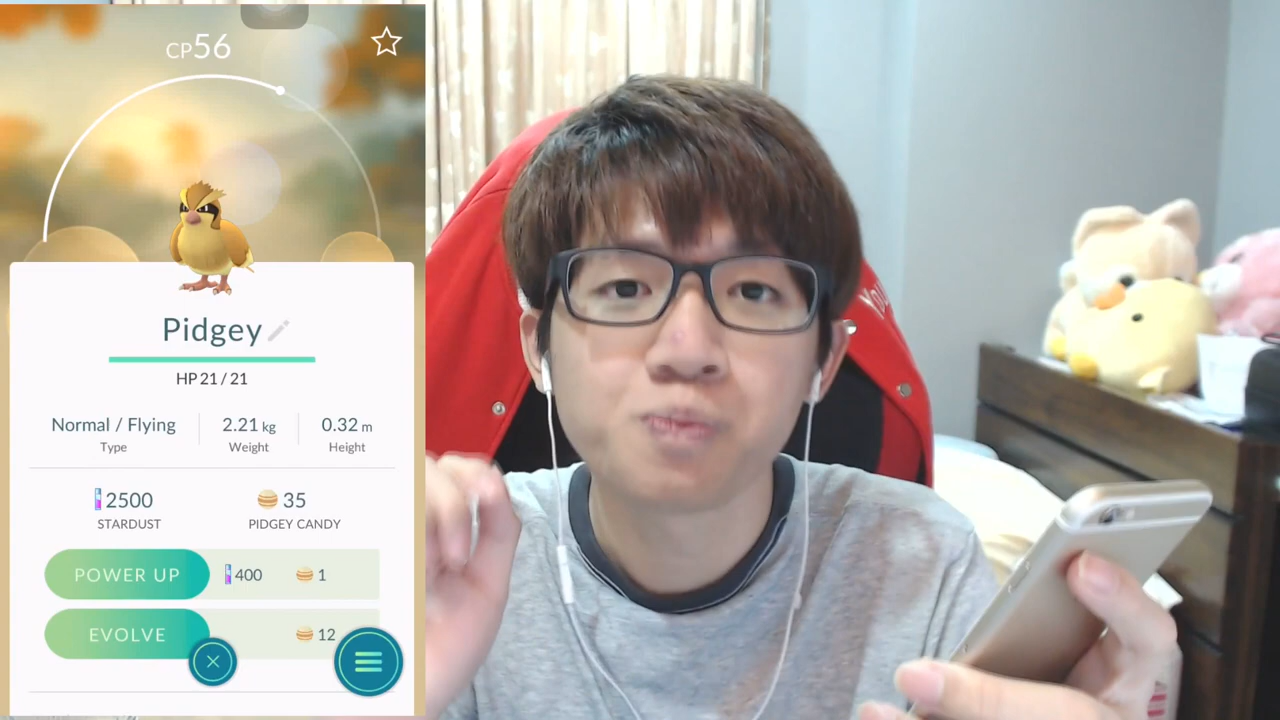 CP56
Pidgey
HP 21 / 21
Normal / Flying
Type
2.21 kg
Weight
0.32 m
Height
2500
STARDUST
35
PIDGEY CANDY
POWER UP
400
1
EVOLVE
12
You